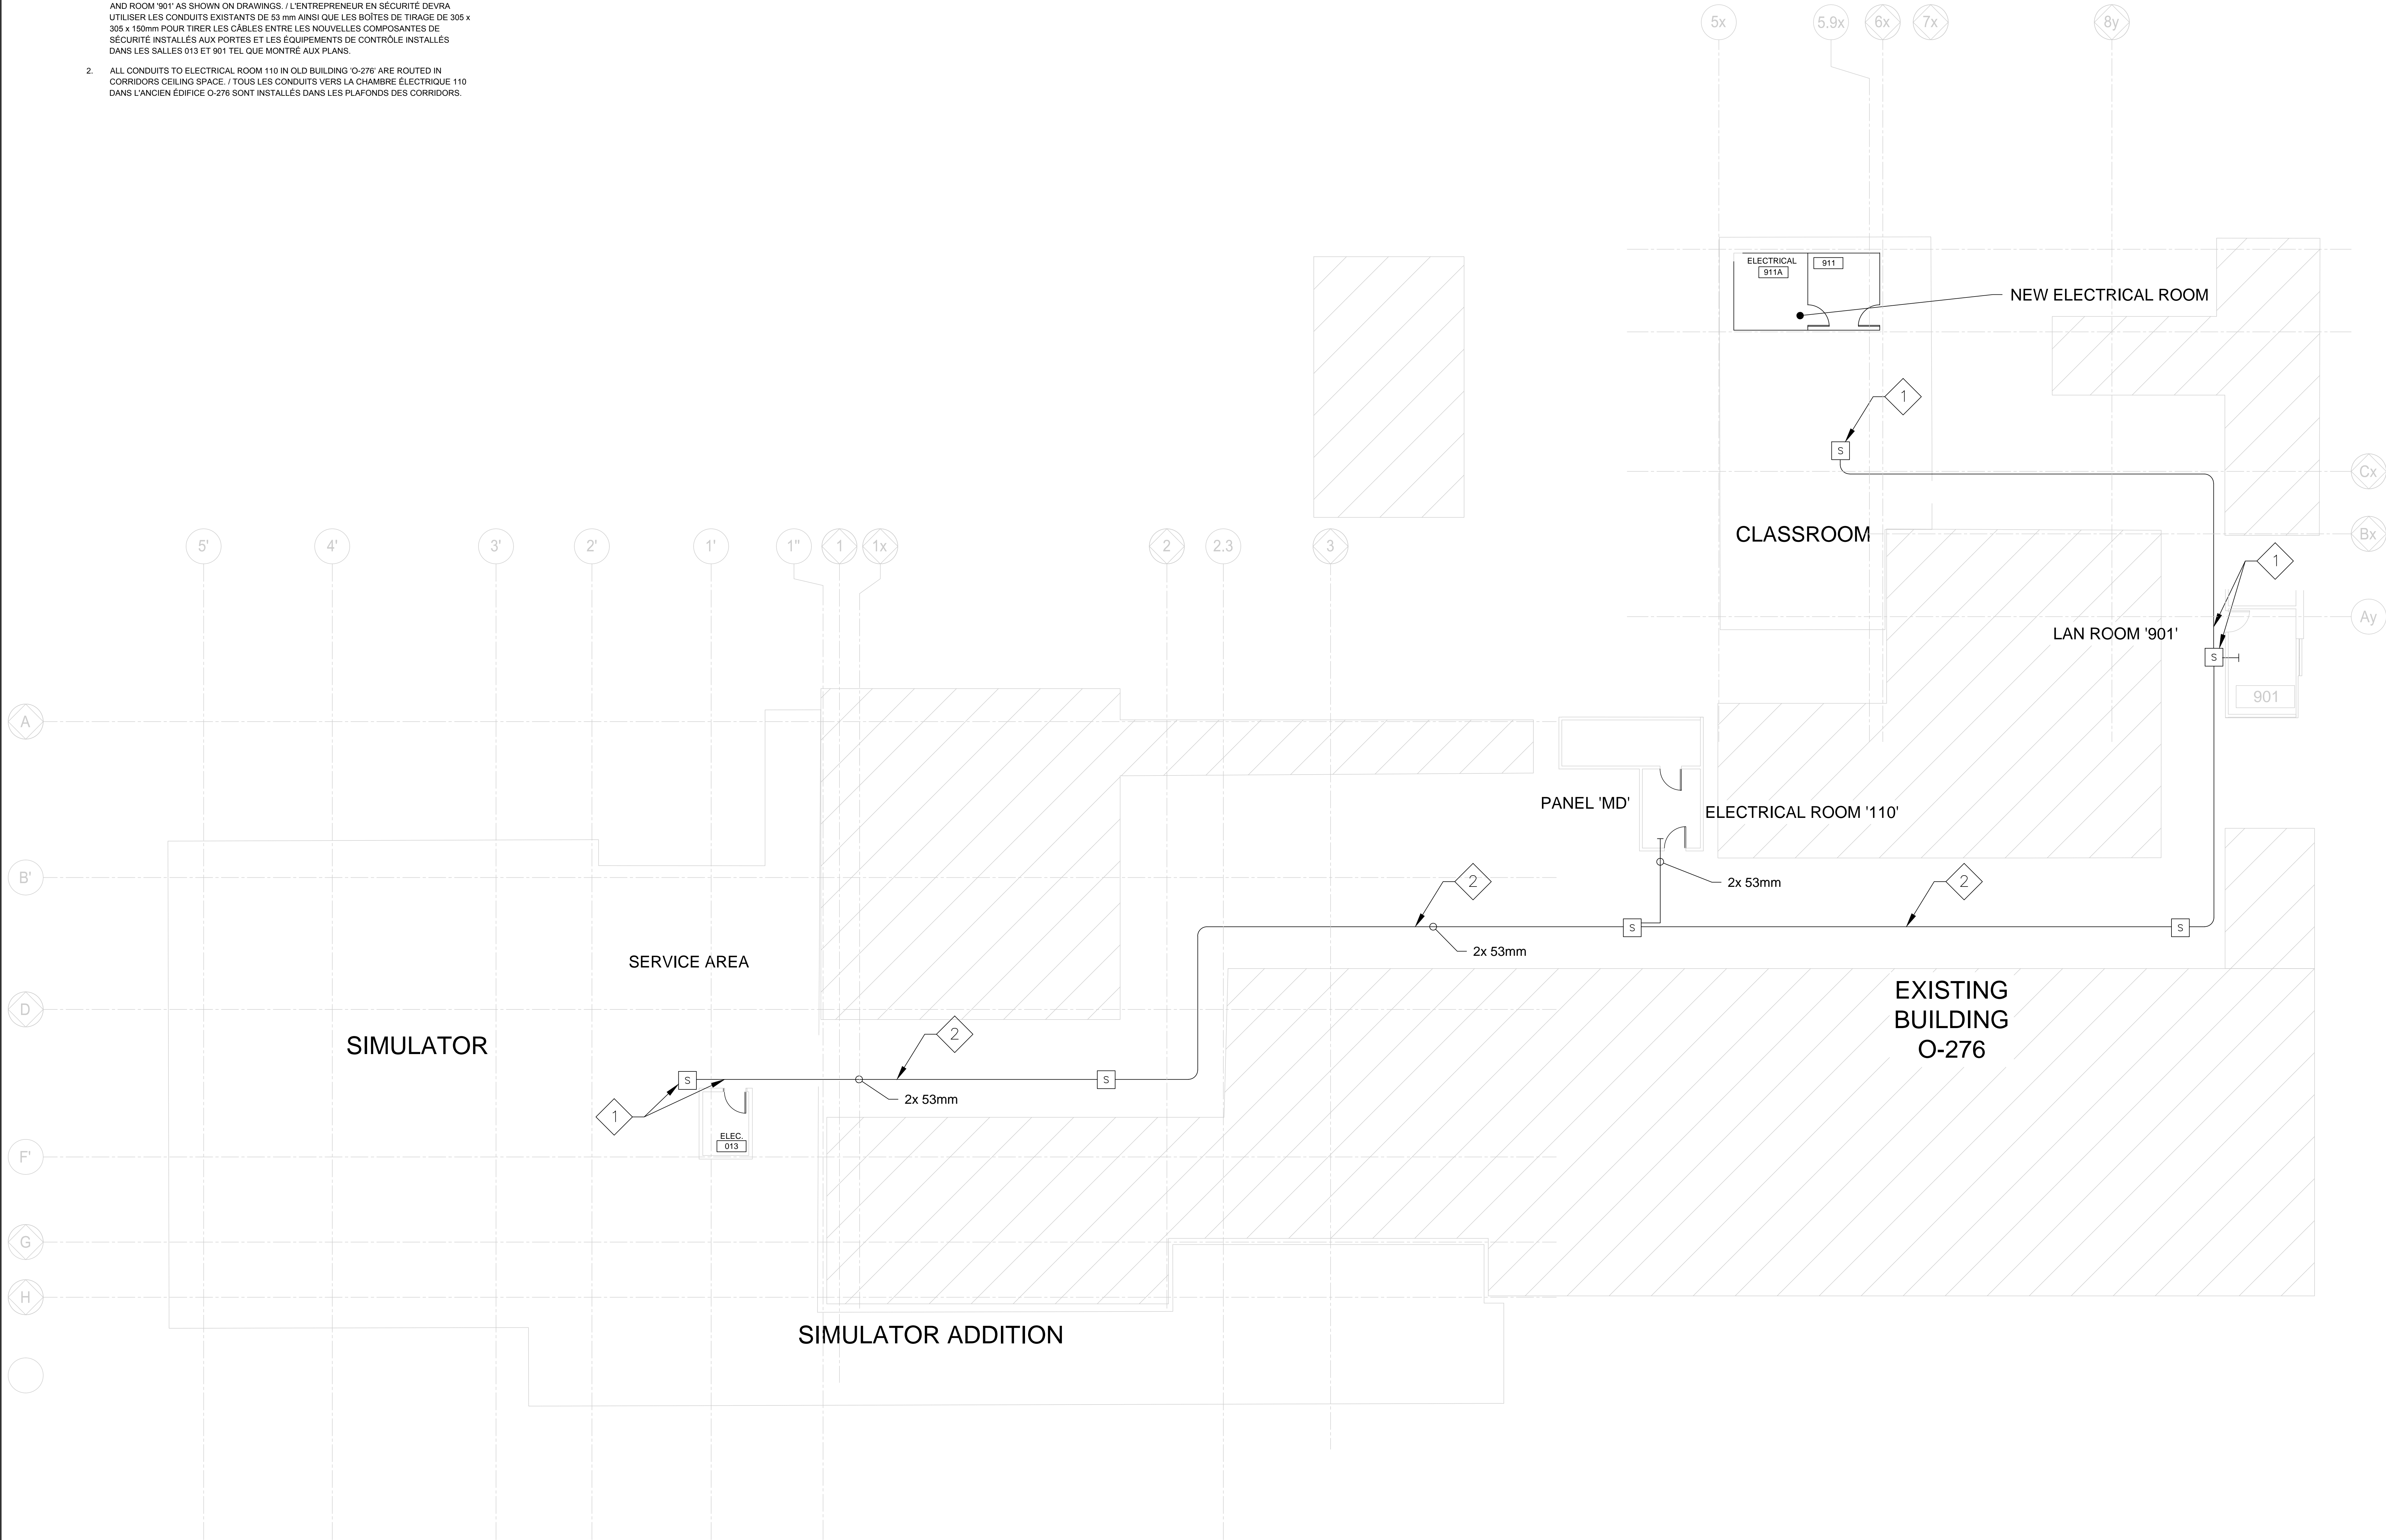 AND ROOM '901' AS SHOWN ON DRAWINGS. / L'ENTREPRENEUR EN SÉCURITÉ DEVRA
UTILISER LES CONDUITS EXISTANTS DE 53 mm AINSI QUE LES BOÎTES DE TIRAGE DE 305 x
305 x 150mm POUR TIRER LES CÂBLES ENTRE LES NOUVELLES COMPOSANTES DE
SÉCURITÉ INSTALLÉS AUX PORTES ET LES ÉQUIPEMENTS DE CONTRÔLE INSTALLÉS
DANS LES SALLES 013 ET 901 TEL QUE MONTRÉ AUX PLANS.
2. ALL CONDUITS TO ELECTRICAL ROOM 110 IN OLD BUILDING 'O-276' ARE ROUTED IN
CORRIDORS CEILING SPACE. / TOUS LES CONDUITS VERS LA CHAMBRE ÉLECTRIQUE 110
DANS L'ANCIEN ÉDIFICE O-276 SONT INSTALLÉS DANS LES PLAFONDS DES CORRIDORS.
5x 5.9x 6x 7x 8y
ELECTRICAL
911A
911
NEW ELECTRICAL ROOM
1
S
Cx
CLASSROOM
Bx
5' 4' 3' 2' 1' 1" 1 1x 2 2.3 3
1
Ay
LAN ROOM '901'
S
901
A
PANEL 'MD'
ELECTRICAL ROOM '110'
B'
2
2x 53mm
2
S
S
2x 53mm
SERVICE AREA
EXISTING
BUILDING
O-276
D
SIMULATOR
2
S
S
2x 53mm
1
ELEC.
013
F'
G
H
SIMULATOR ADDITION